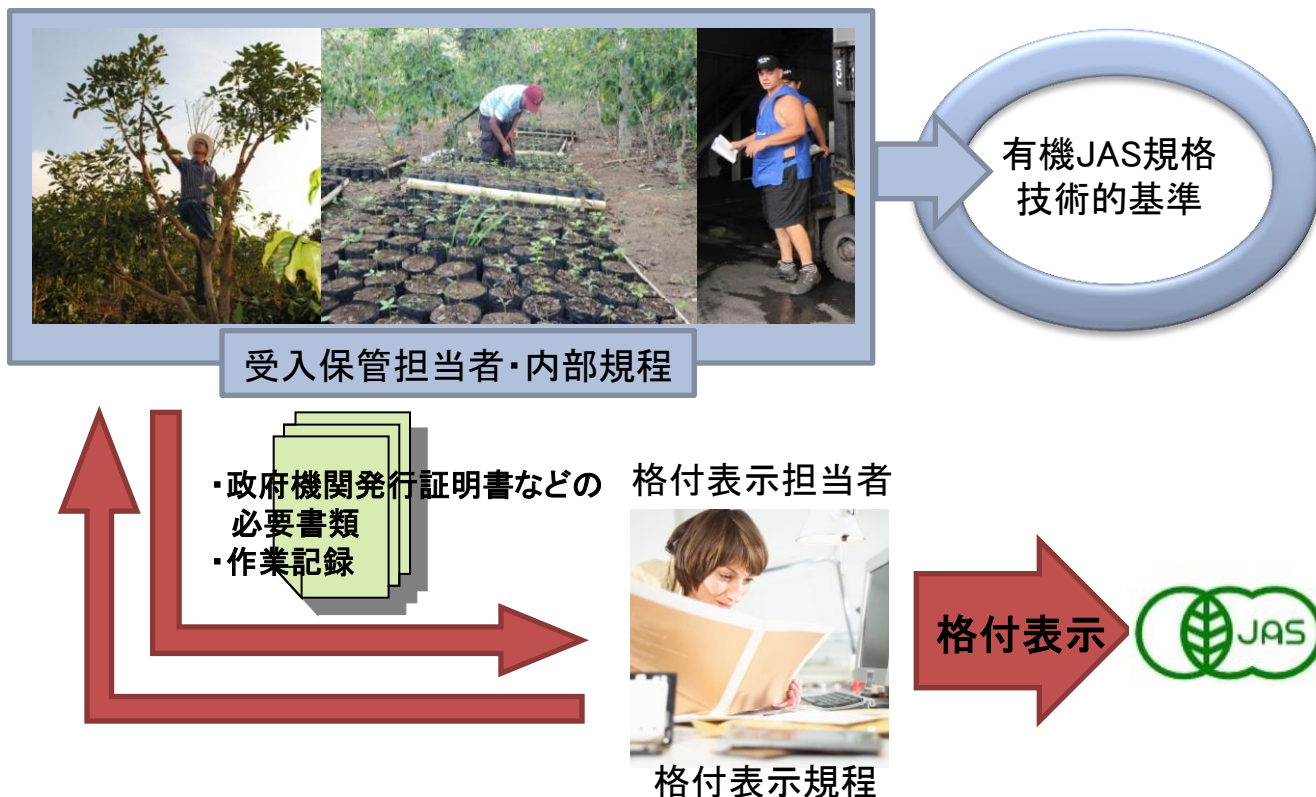 TCM
有機JAS規格
技術的基準
受入保管担当者・内部規程
・政府機関発行証明書などの
必要書類
・作業記録
格付表示担当者
格付表示
JAS
格付表示規程